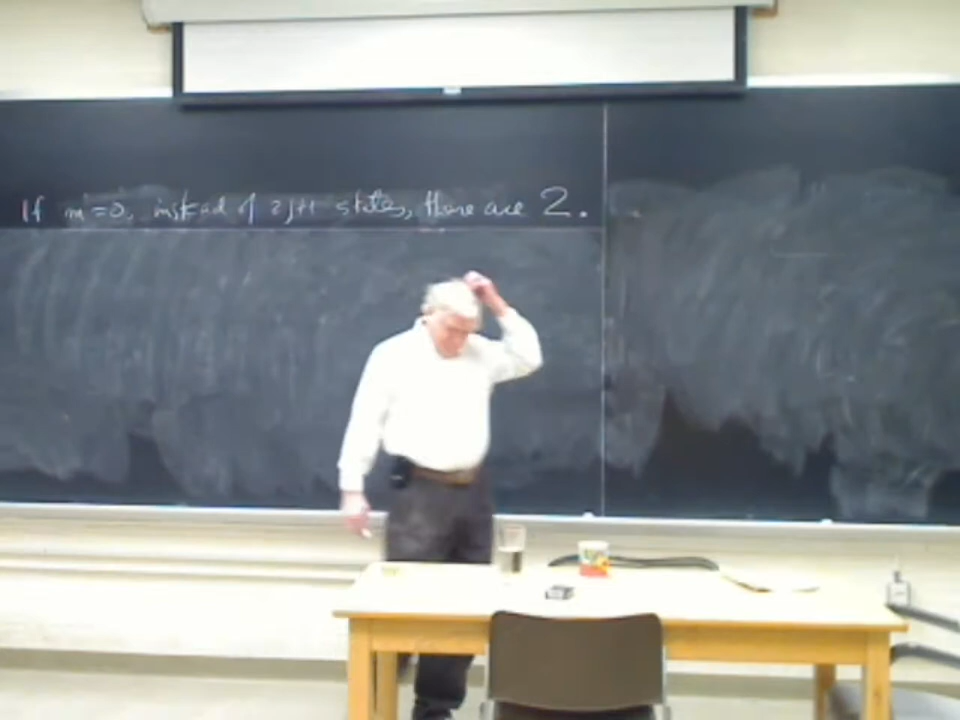 If m=0, instead of 2j+1 states, there are 2.